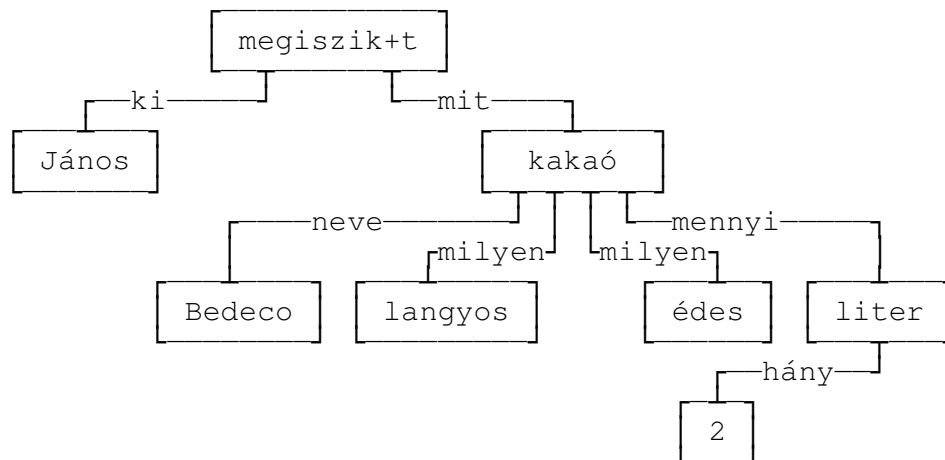 megiszik+t
ki mit
János kakaó
neve mennyi
milyen milyen
Bedeco langyos édes liter
hány
2